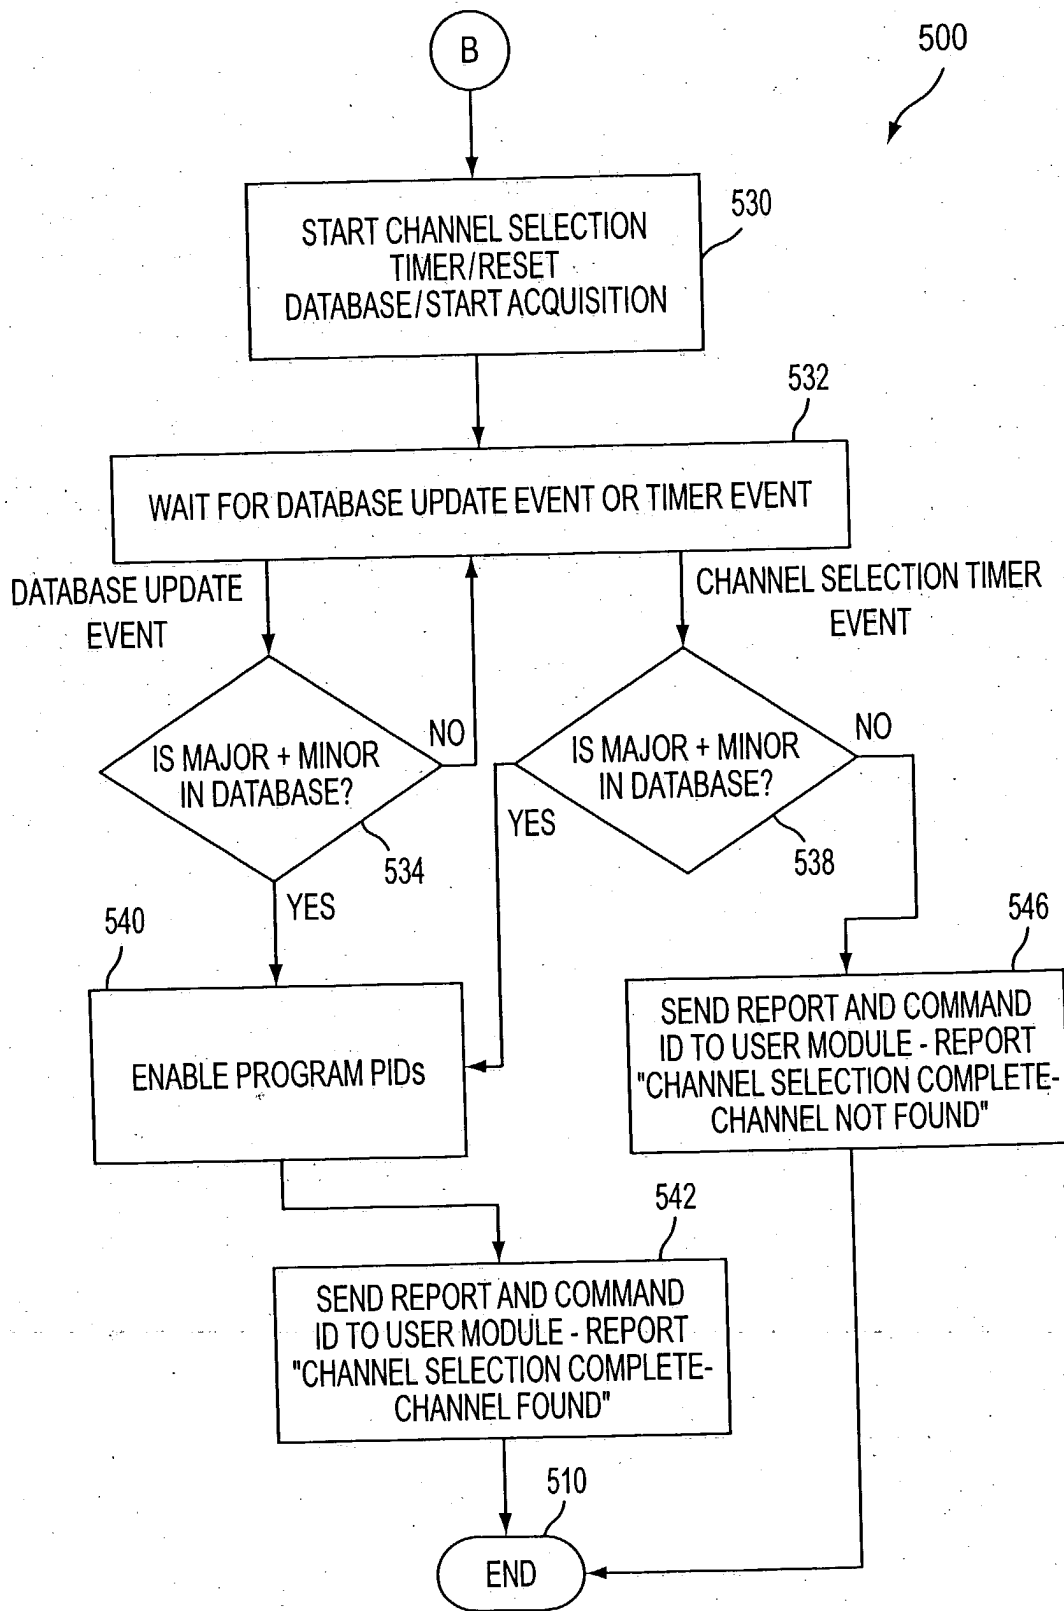 B
500
START CHANNEL SELECTION
TIMER/RESET
DATABASE/START ACQUISITION
530
532
WAIT FOR DATABASE UPDATE EVENT OR TIMER EVENT
DATABASE UPDATE
EVENT
CHANNEL SELECTION TIMER
EVENT
IS MAJOR + MINOR
IN DATABASE?
NO
534
YES
IS MAJOR + MINOR
IN DATABASE?
NO
YES
538
540
ENABLE PROGRAM PIDs
546
SEND REPORT AND COMMAND
ID TO USER MODULE - REPORT
"CHANNEL SELECTION COMPLETE-
CHANNEL NOT FOUND"
542
SEND REPORT AND COMMAND
ID TO USER MODULE - REPORT
"CHANNEL SELECTION COMPLETE-
CHANNEL FOUND"
510
END